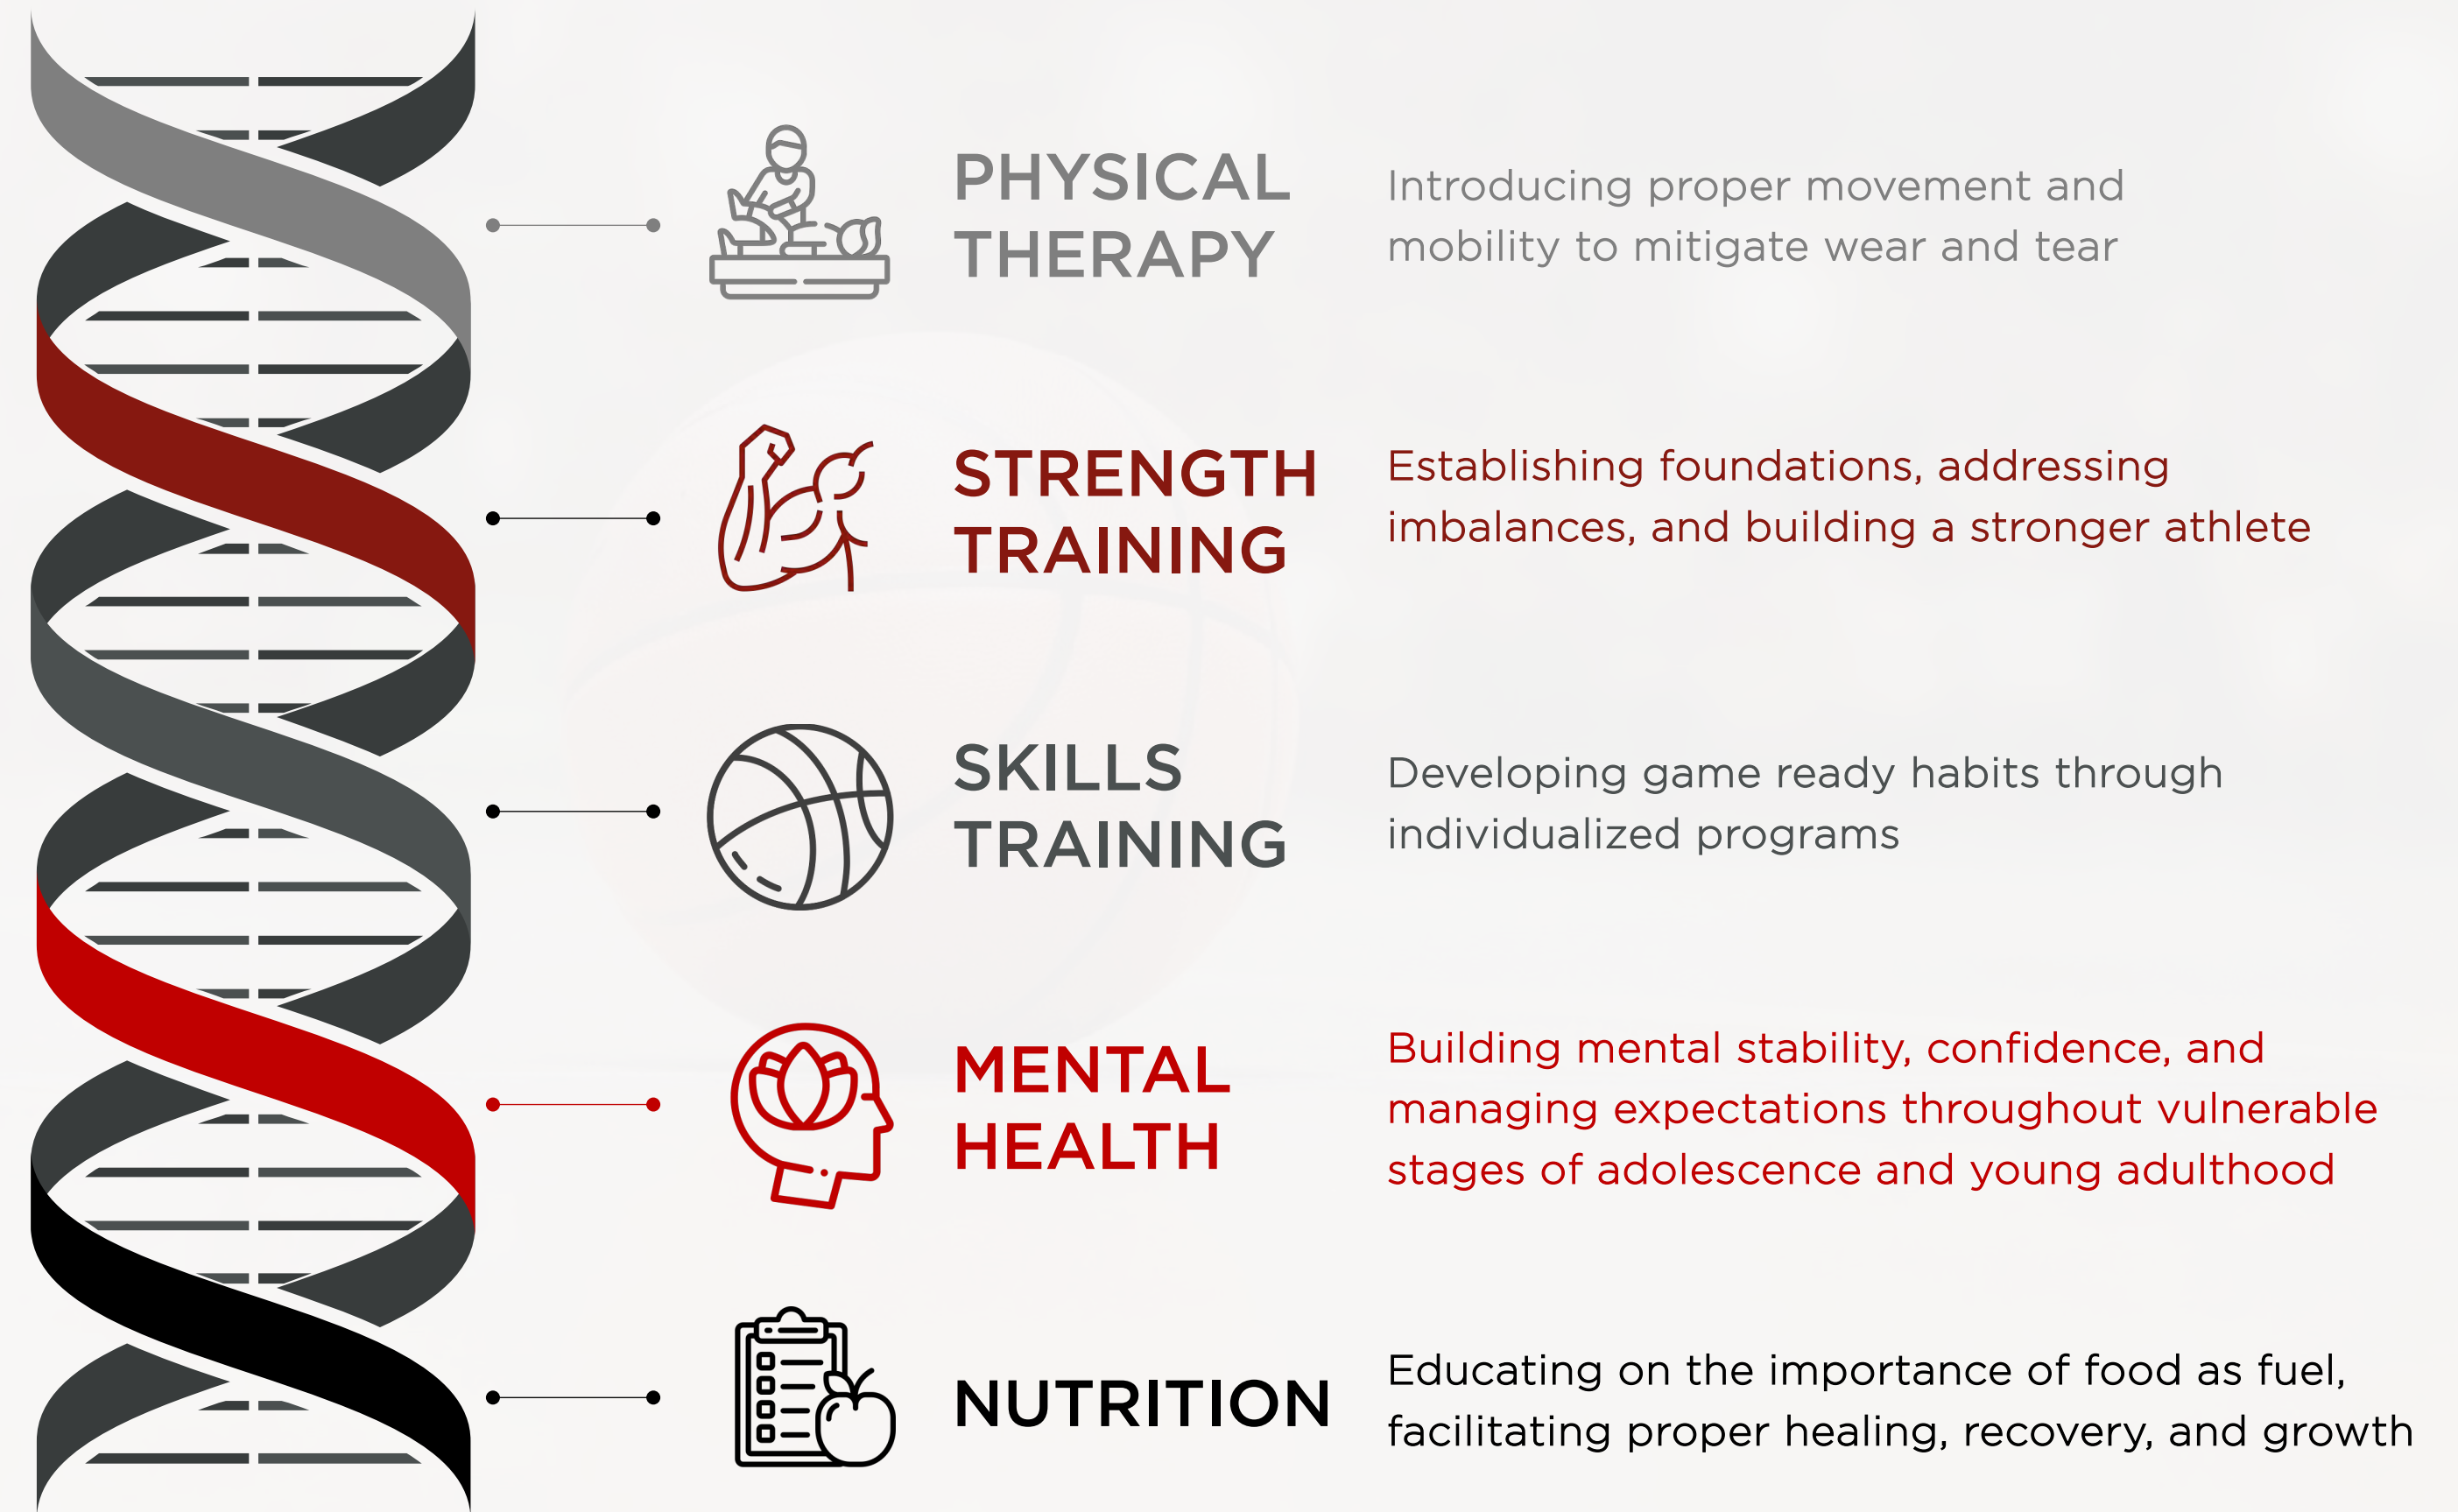 PHYSICAL
THERAPY
Introducing proper movement and
mobility to mitigate wear and tear
STRENGTH
TRAINING
Establishing foundations, addressing
imbalances, and building a stronger athlete
SKILLS
TRAINING
Developing game ready habits through
individualized programs
MENTAL
HEALTH
Building mental stability, confidence, and
managing expectations throughout vulnerable
stages of adolescence and young adulthood
NUTRITION
Educating on the importance of food as fuel,
facilitating proper healing, recovery, and growth